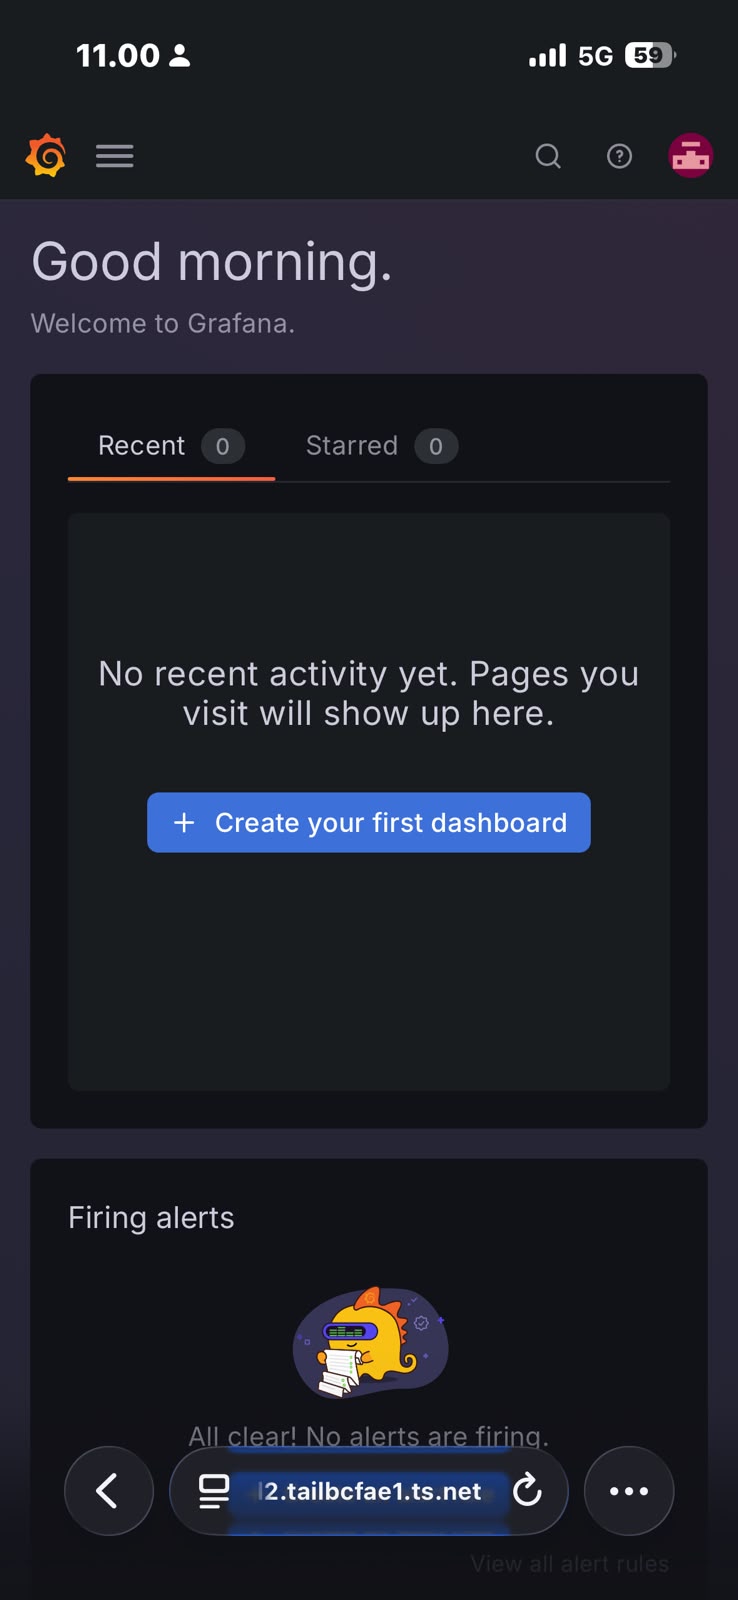 11.00
5G
59
Good morning.
Welcome to Grafana.
Recent 0 Starred 0
No recent activity yet. Pages you
visit will show up here.
+ Create your first dashboard
Firing alerts
All clear! No alerts are firing.
l2.tailbcfae1.ts.net
View all alert rules